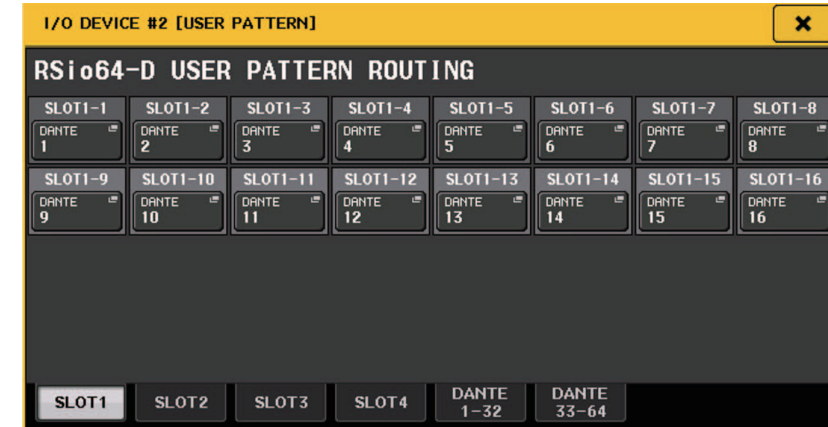 I/O DEVICE #2 [USER PATTERN]
RSio64-D USER PATTERN ROUTING
SLOT1-1 SLOT1-2 SLOT1-3 SLOT1-4 SLOT1-5 SLOT1-6 SLOT1-7 SLOT1-8
DANTE DANTE DANTE DANTE DANTE DANTE DANTE DANTE
1 2 3 4 5 6 7 8
SLOT1-9 SLOT1-10 SLOT1-11 SLOT1-12 SLOT1-13 SLOT1-14 SLOT1-15 SLOT1-16
DANTE DANTE DANTE DANTE DANTE DANTE DANTE DANTE
9 10 11 12 13 14 15 16
SLOT1 SLOT2 SLOT3 SLOT4 DANTE 1-32 DANTE 33-64